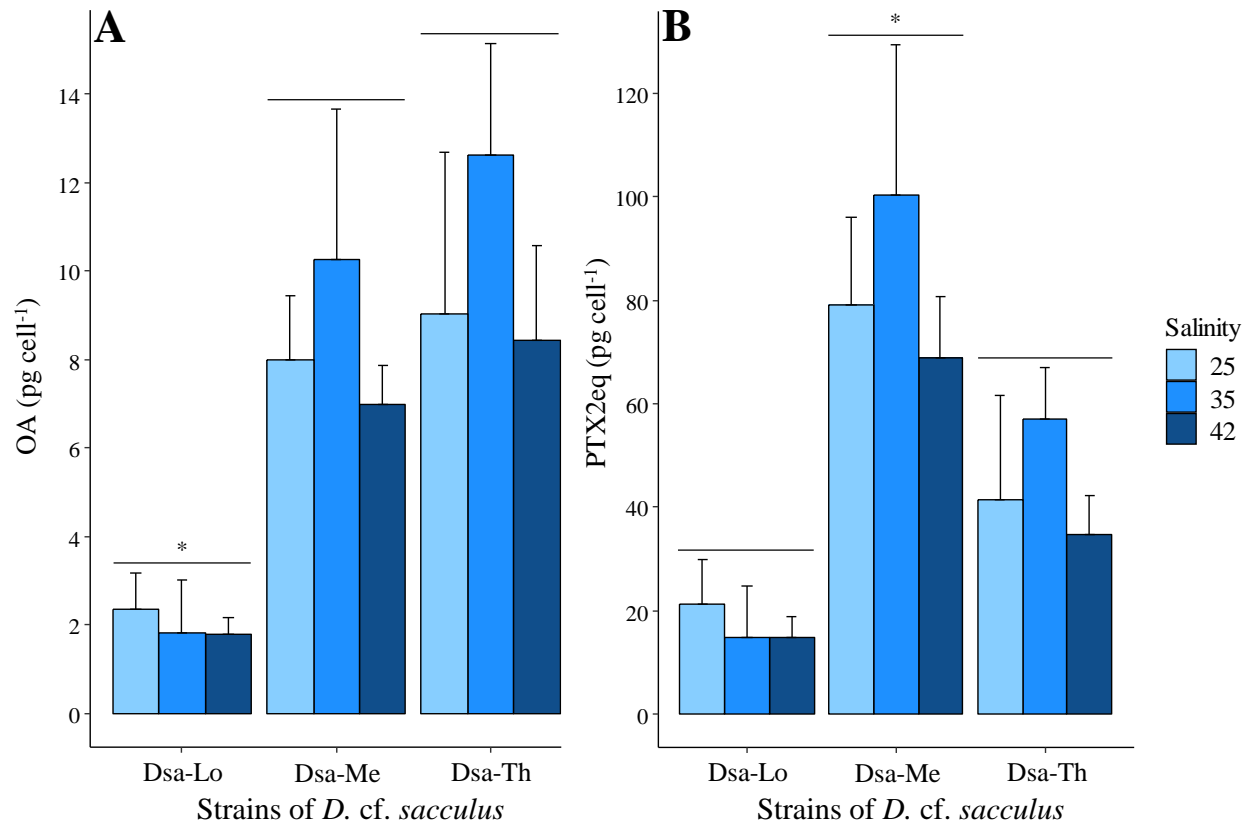 A
OA (pg cell-1)
14
12
10
8
6
4
2
0
*
Dsa-Lo
Dsa-Me
Dsa-Th
Strains of D. cf. sacculus
B
PTX2eq (pg cell-1)
120
100
80
60
40
20
0
*
Dsa-Lo
Dsa-Me
Dsa-Th
Strains of D. cf. sacculus
Salinity
25
35
42